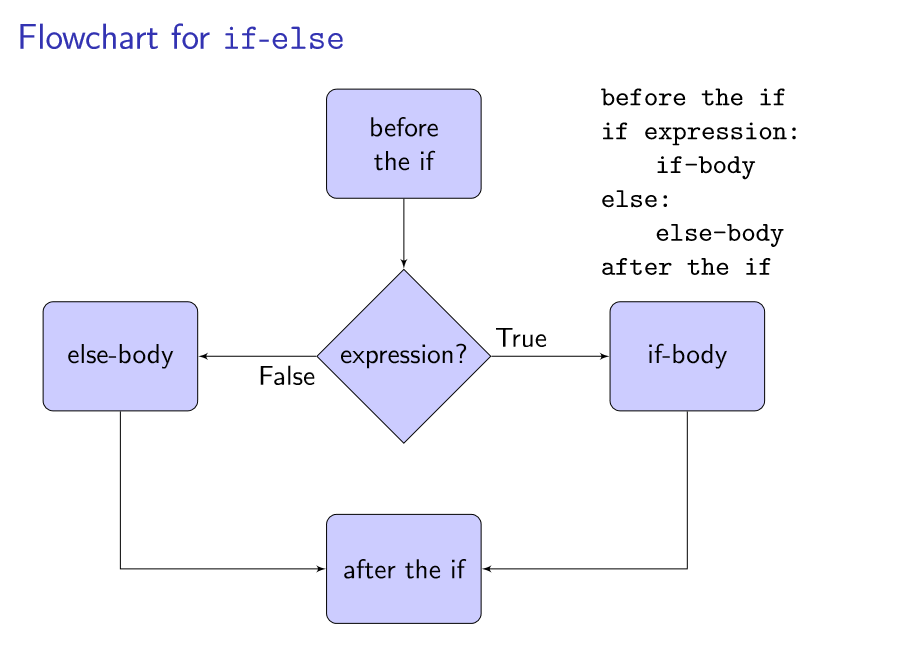 Flowchart for if-else
before
the if
before the if
if expression:
    if-body
else:
    else-body
after the if
else-body
False
expression?
True
if-body
after the if